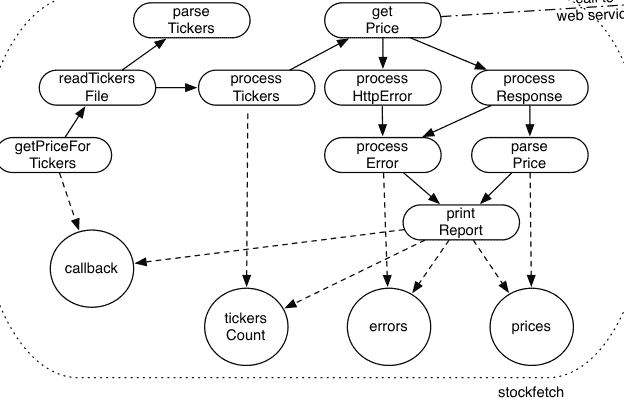 parse
Tickers
get
Price
web servic
readTickers
File
process
Tickers
process
HttpError
process
Response
getPriceFor
Tickers
process
Error
parse
Price
print
Report
callback
tickers
Count
errors
prices
stockfetch